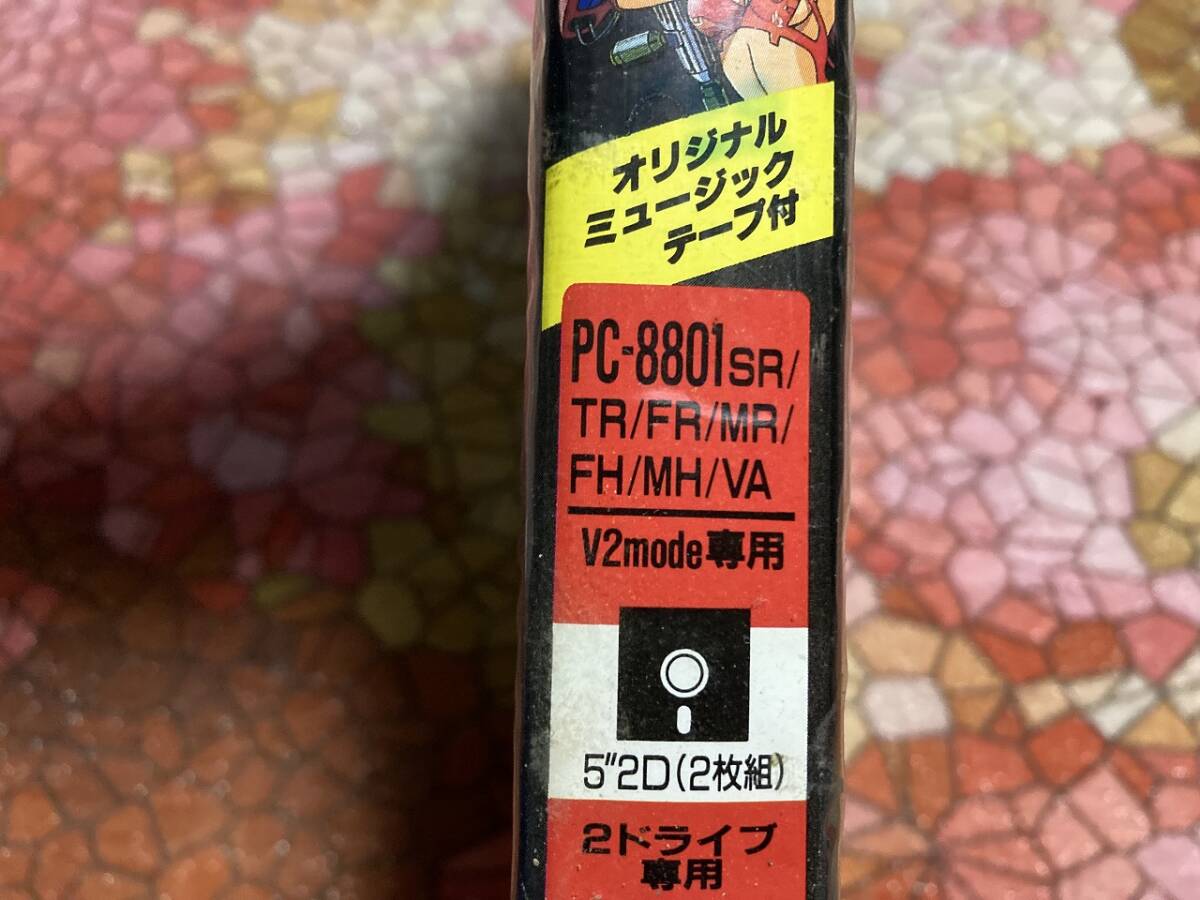 オリジナル
ミュージック
テープ付
PC-8801SR/
TR/FR/MR/
FH/MH/VA
V2mode専用
5"2D(2枚組)
2ドライブ
専用